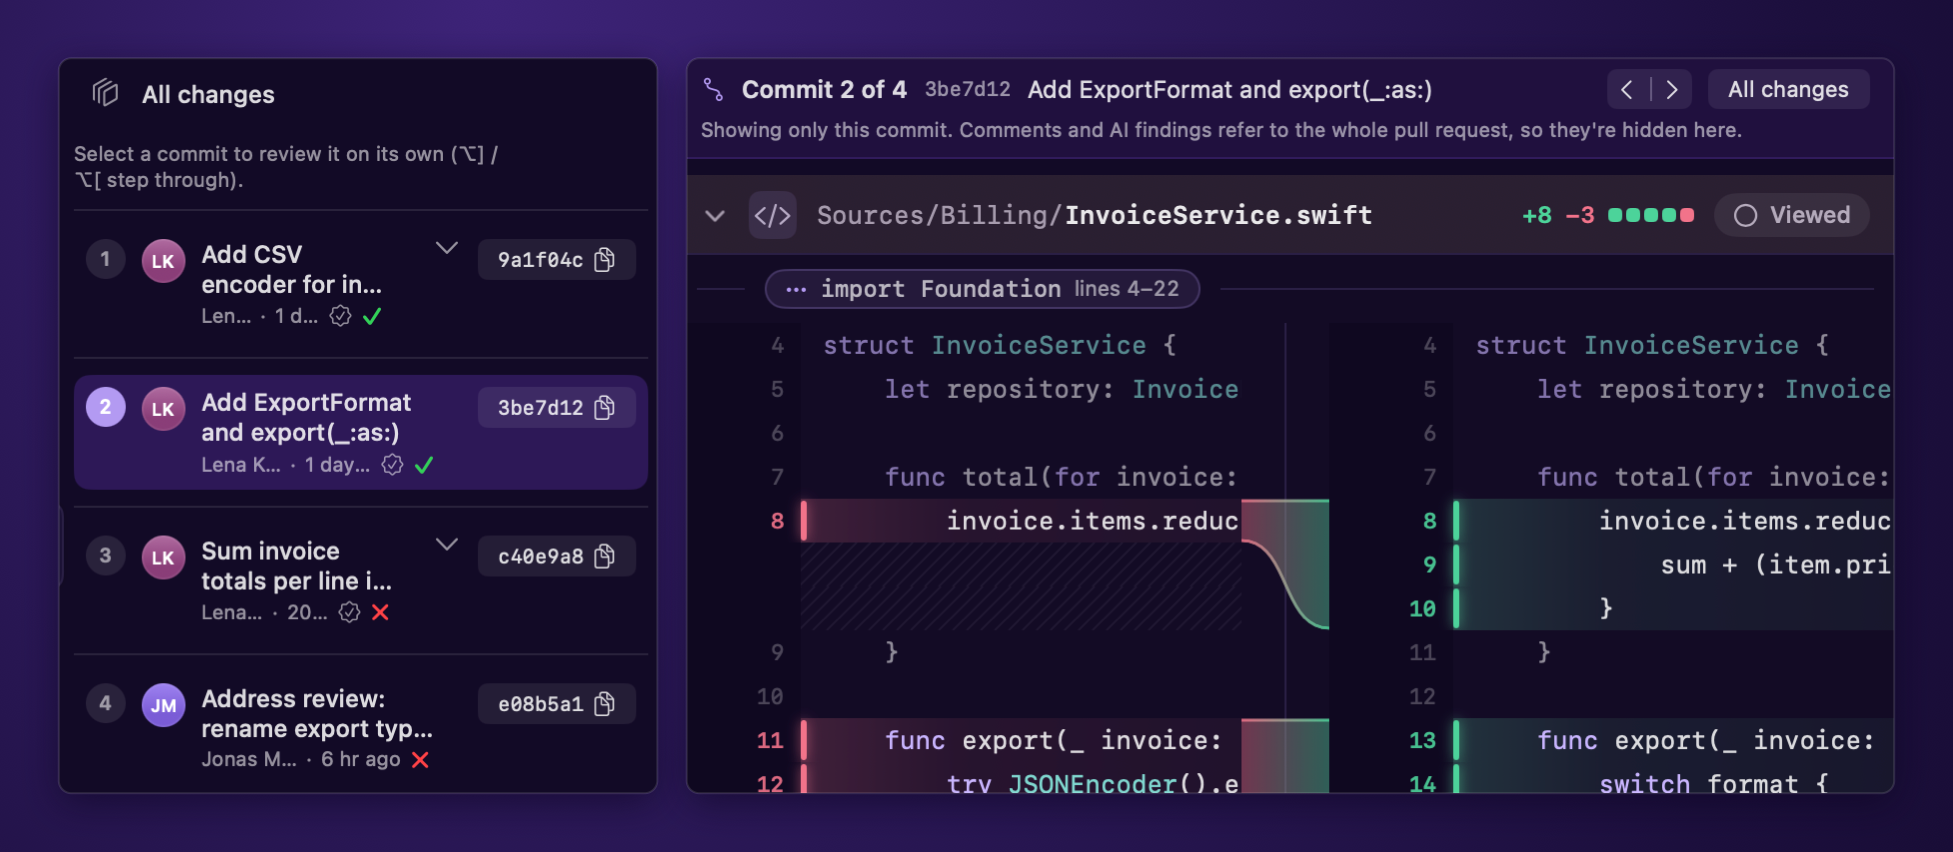 All changes
Select a commit to review it on its own (⌥] /
⌥[ step through).
1
LK
Add CSV
encoder for in...
Len... · 1 d...
9a1f04c
2
LK
Add ExportFormat
and export(_:as:)
Lena K... · 1 day...
3be7d12
3
LK
Sum invoice
totals per line i...
Lena... · 20...
c40e9a8
4
JM
Address review:
rename export typ...
Jonas M... · 6 hr ago
e08b5a1
Commit 2 of 4 3be7d12 Add ExportFormat and export(_:as:)
All changes
Showing only this commit. Comments and AI findings refer to the whole pull request, so they're hidden here.
</> Sources/Billing/InvoiceService.swift +8 −3 Viewed
··· import Foundation lines 4–22
4 struct InvoiceService {
5 let repository: Invoice
6
7 func total(for invoice:
8 invoice.items.reduc
9 }
10
11 func export(_ invoice:
12 try JSONEncoder().e
4 struct InvoiceService {
5 let repository: Invoice
6
7 func total(for invoice:
8 invoice.items.reduc
9 sum + (item.pri
10 }
11 }
12
13 func export(_ invoice:
14 switch format {